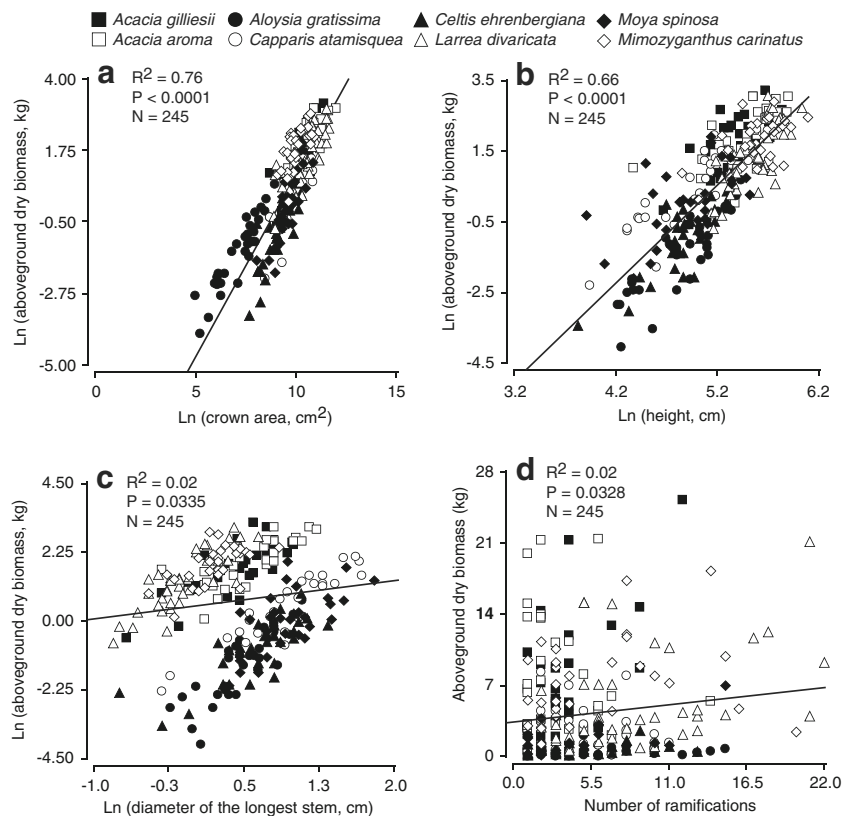 Acacia gilliesii Aloysia gratissima Celtis ehrenbergiana Moya spinosa
Acacia aroma Capparis atamisquea Larrea divaricata Mimozyganthus carinatus
a
R² = 0.76
P < 0.0001
N = 245
Ln (aboveground dry biomass, kg)
4.00
1.75
-0.50
-2.75
-5.00
0 5 10 15
Ln (crown area, cm²)
b
R² = 0.66
P < 0.0001
N = 245
Ln (aboveground dry biomass, kg)
3.5
1.5
-0.5
-2.5
-4.5
3.2 4.2 5.2 6.2
Ln (height, cm)
c
R² = 0.02
P = 0.0335
N = 245
Ln (aboveground dry biomass, kg)
4.50
2.25
0.00
-2.25
-4.50
-1.0 -0.3 0.5 1.3 2.0
Ln (diameter of the longest stem, cm)
d
R² = 0.02
P = 0.0328
N = 245
Aboveground dry biomass (kg)
28
21
14
7
0
0.0 5.5 11.0 16.5 22.0
Number of ramifications